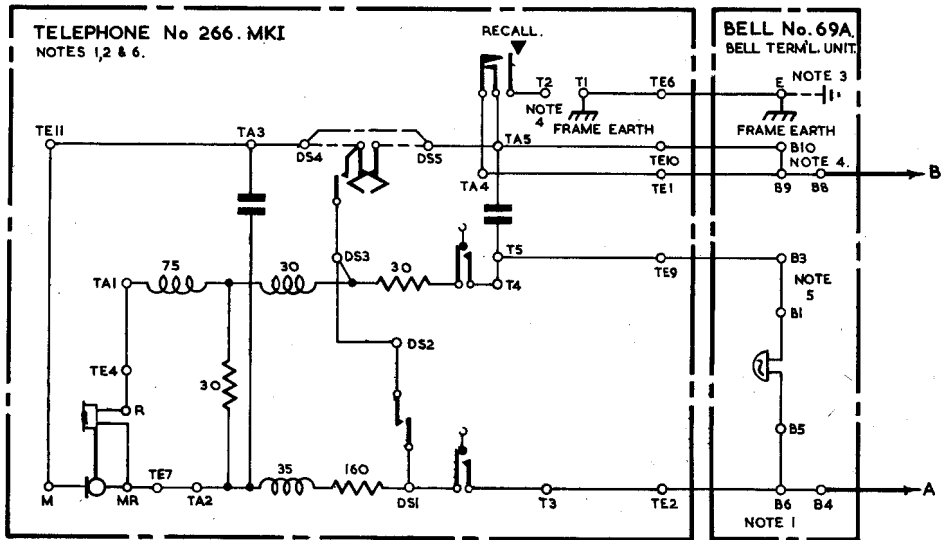 TELEPHONE No 266. MKI
NOTES 1,2 & 6.
RECALL.
BELL No. 69A.
BELL TERM'L. UNIT.
T2
T1
TE6
E
NOTE 3
NOTE
4
FRAME EARTH
FRAME EARTH
TE11
TA3
DS4
DS5
TA5
TE10
B10
NOTE 4.
TA4
TE1
B9
B8
B
DS3
T5
TE9
B3
TA1
75
30
30
T4
NOTE
5
B1
DS2
TE4
30
R
B5
M
MR
TE7
TA2
35
160
DS1
T3
TE2
B6
B4
A
NOTE 1